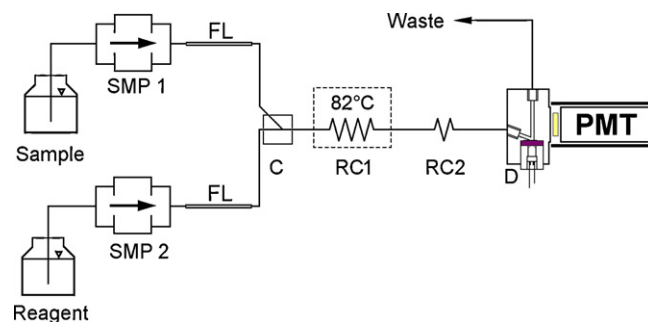 Waste
FL
SMP 1
82°C
PMT
Sample
C
RC1
RC2
D
FL
SMP 2
Reagent